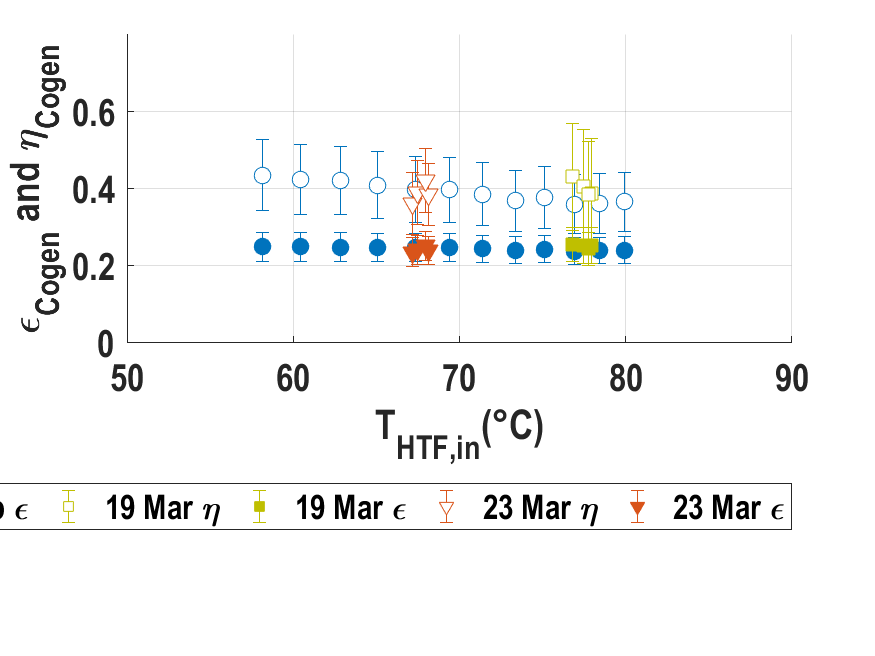 ϵCogen and ηCogen
0.6
0.4
0.2
0
50 60 70 80 90
THTF,in(°C)
ϵ 19 Mar η 19 Mar ϵ 23 Mar η 23 Mar ϵ